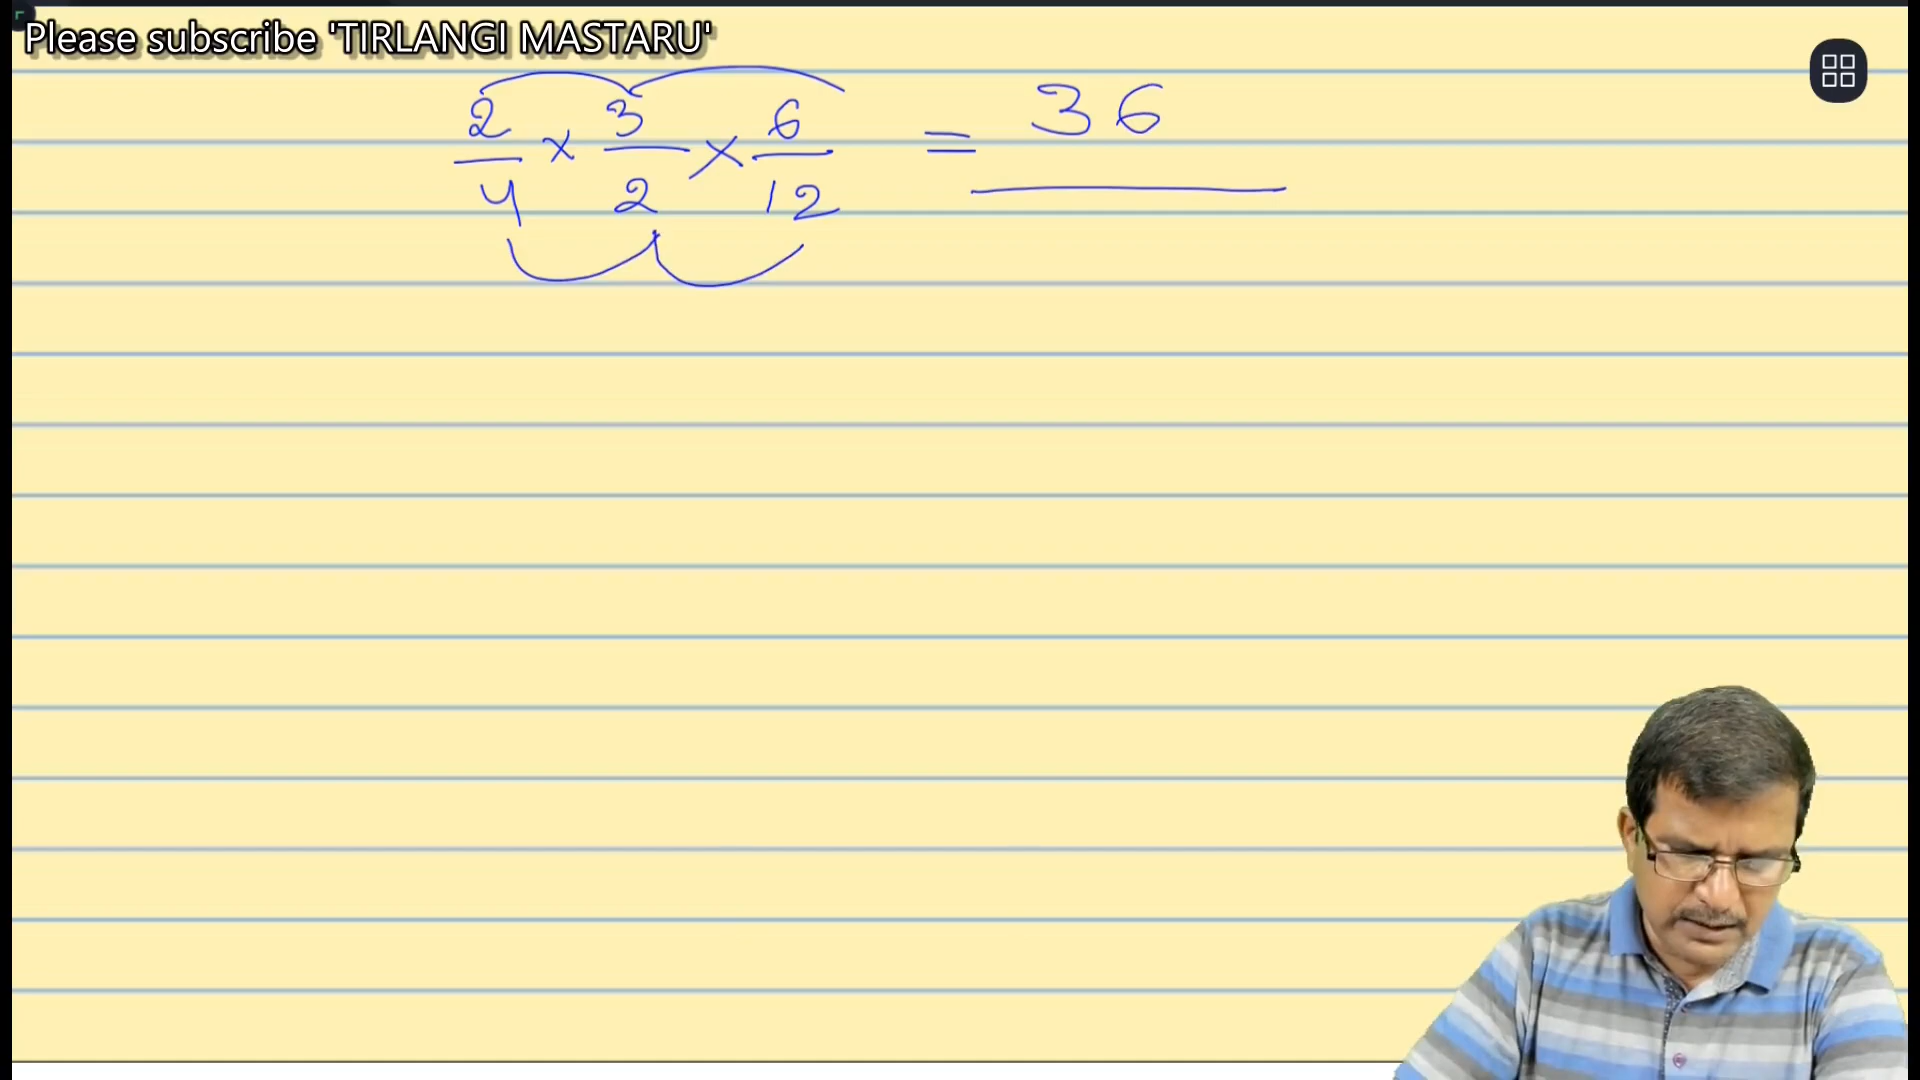 Please subscribe 'TIRLANGI MASTARU'
2/4 × 3/2 × 6/12 = 36